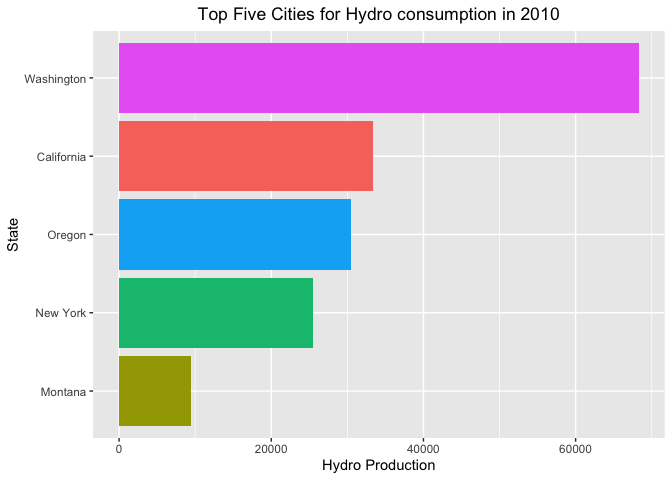 Top Five Cities for Hydro consumption in 2010
State
Washington
California
Oregon
New York
Montana
0 20000 40000 60000
Hydro Production